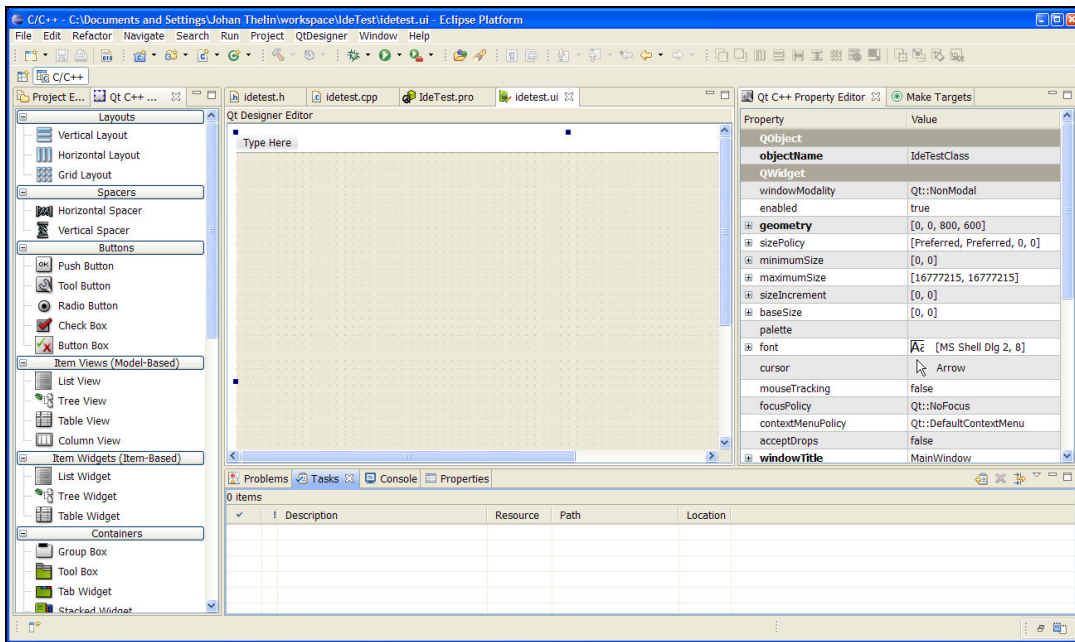 C/C++ - C:\Documents and Settings\Johan Thelin\workspace\IdeTest\idetest.ui - Eclipse Platform
File Edit Refactor Navigate Search Run Project QtDesigner Window Help
C/C++
Project E... Qt C++ ...
Layouts
Vertical Layout
Horizontal Layout
Grid Layout
Spacers
Horizontal Spacer
Vertical Spacer
Buttons
OK Push Button
Tool Button
Radio Button
Check Box
Button Box
Item Views (Model-Based)
List View
Tree View
Table View
Column View
Item Widgets (Item-Based)
List Widget
Tree Widget
Table Widget
Containers
Group Box
Tool Box
Tab Widget
Stacked Widget
idetest.h idetest.cpp IdeTest.pro idetest.ui
Qt Designer Editor
Type Here
Qt C++ Property Editor Make Targets
Property Value
QObject
objectName IdeTestClass
QWidget
windowModality Qt::NonModal
enabled true
geometry [0, 0, 800, 600]
sizePolicy [Preferred, Preferred, 0, 0]
minimumSize [0, 0]
maximumSize [16777215, 16777215]
sizeIncrement [0, 0]
baseSize [0, 0]
palette
font [MS Shell Dlg 2, 8]
cursor Arrow
mouseTracking false
focusPolicy Qt::NoFocus
contextMenuPolicy Qt::DefaultContextMenu
acceptDrops false
windowTitle MainWindow
Problems Tasks Console Properties
0 items
! Description Resource Path Location